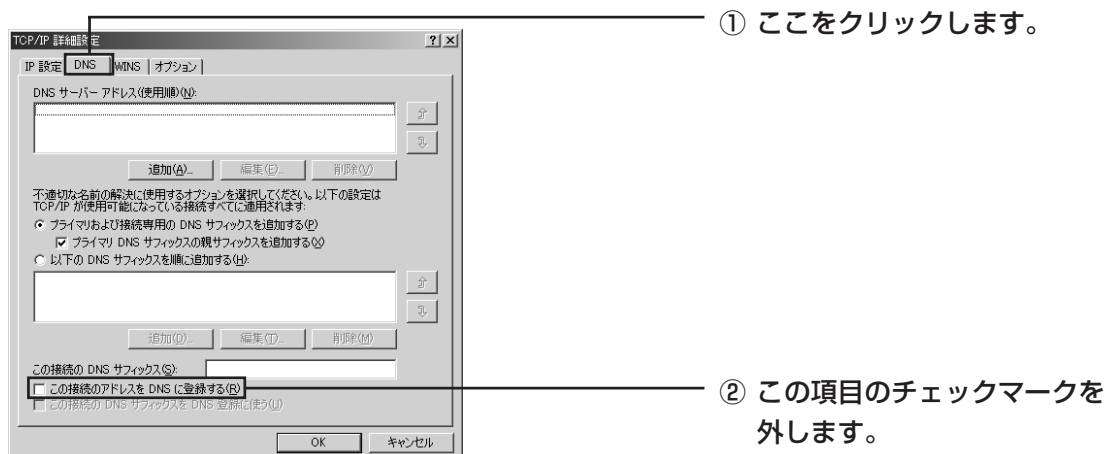 ① ここをクリックします。
TCP/IP 詳細設定
IP 設定 DNS WINS オプション
DNS サーバー アドレス(使用順)(N):
追加(A)... 編集(E)... 削除(V)
不適切な名前の解決に使用するオプションを選択してください。以下の設定は
TCP/IP が使用可能になっている接続すべてに適用されます:
プライマリおよび接続専用の DNS サフィックスを追加する(P)
プライマリ DNS サフィックスの親サフィックスを追加する(X)
以下の DNS サフィックスを順に追加する(H):
追加(D)... 編集(T)... 削除(M)
この接続の DNS サフィックス(S):
この接続のアドレスを DNS に登録する(R)
この接続の DNS サフィックスを DNS 登録に使う(U)
② この項目のチェックマークを
外します。
OK キャンセル